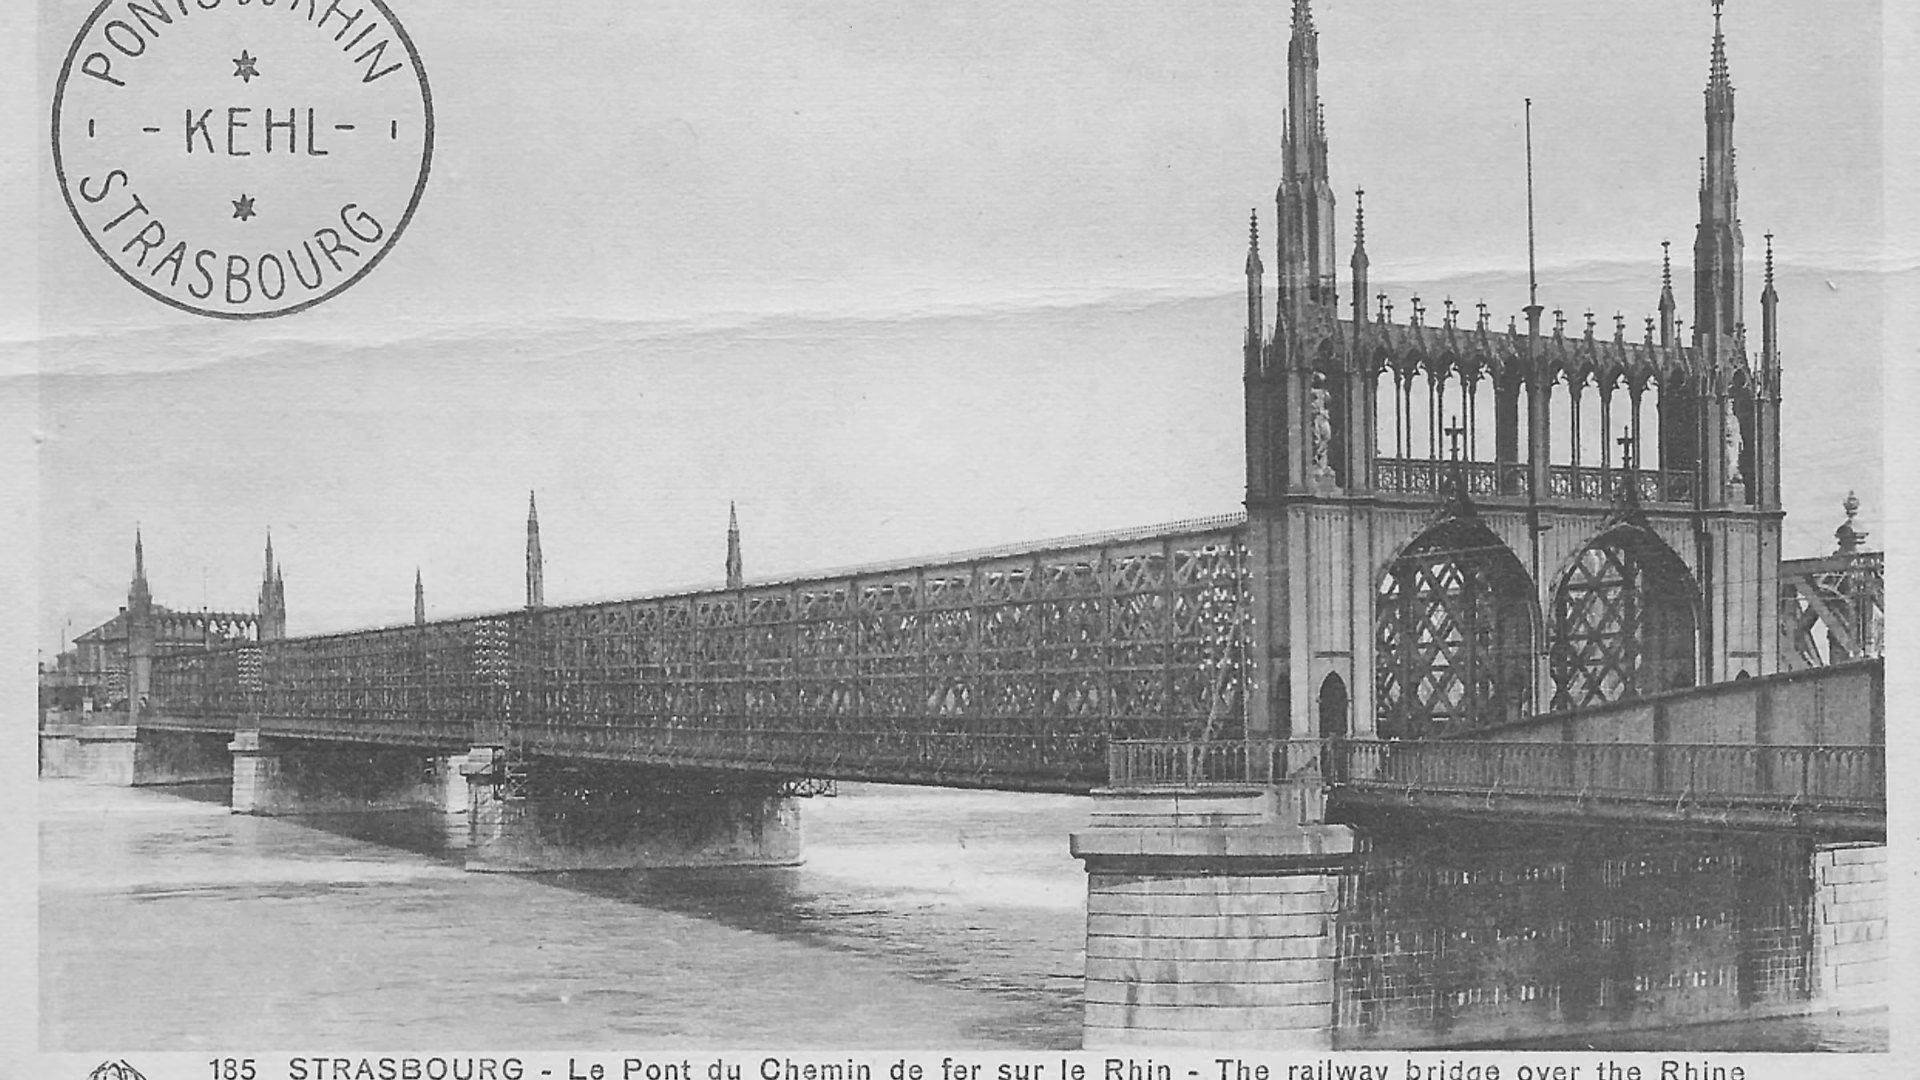 PONTS DU RHIN
- KEHL -
STRASBOURG
185 STRASBOURG - Le Pont du Chemin de fer sur le Rhin - The railway bridge over the Rhine